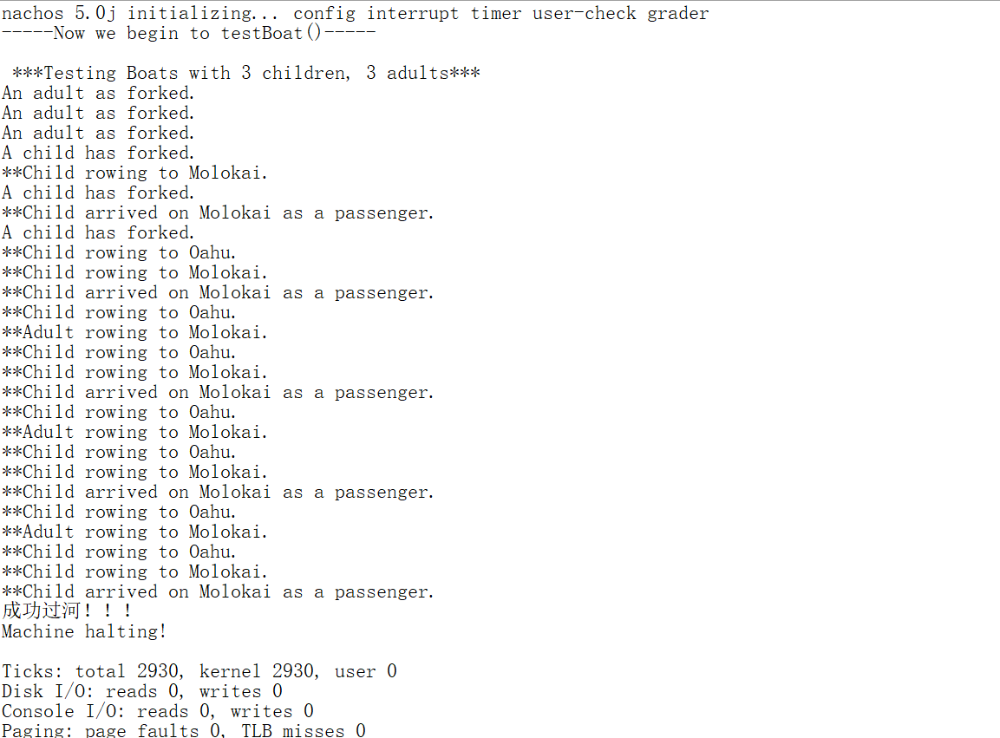 nachos 5.0j initializing... config interrupt timer user-check grader
-----Now we begin to testBoat()-----
***Testing Boats with 3 children, 3 adults***
An adult as forked.
An adult as forked.
An adult as forked.
A child has forked.
**Child rowing to Molokai.
A child has forked.
**Child arrived on Molokai as a passenger.
A child has forked.
**Child rowing to Oahu.
**Child rowing to Molokai.
**Child arrived on Molokai as a passenger.
**Child rowing to Oahu.
**Adult rowing to Molokai.
**Child rowing to Oahu.
**Child rowing to Molokai.
**Child arrived on Molokai as a passenger.
**Child rowing to Oahu.
**Adult rowing to Molokai.
**Child rowing to Oahu.
**Child rowing to Molokai.
**Child arrived on Molokai as a passenger.
**Child rowing to Oahu.
**Adult rowing to Molokai.
**Child rowing to Oahu.
**Child rowing to Molokai.
**Child arrived on Molokai as a passenger.
成功过河！！！
Machine halting!
Ticks: total 2930, kernel 2930, user 0
Disk I/O: reads 0, writes 0
Console I/O: reads 0, writes 0
Paging: page faults 0, TLB misses 0